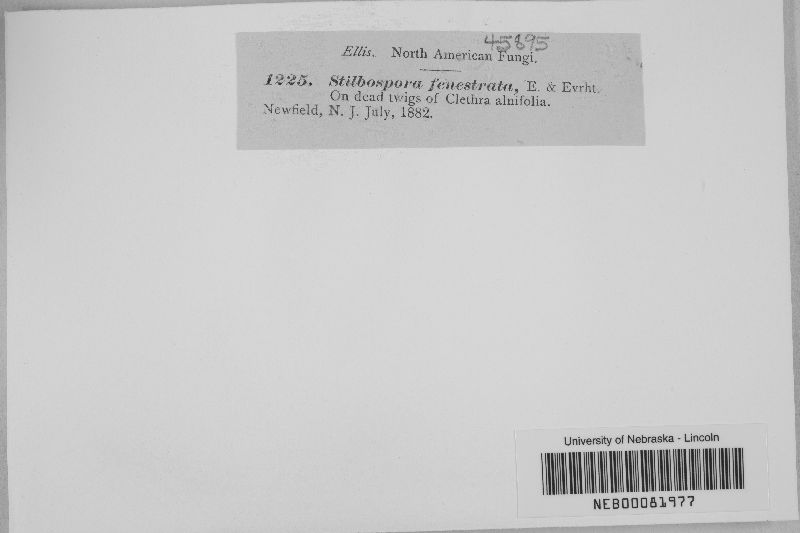 45895
Ellis. North American Fungi.
1225. Stilbospora fenestrata, E. & Evrht.
On dead twigs of Clethra alnifolia.
Newfield, N. J. July, 1882.
University of Nebraska - Lincoln
NEB00081977